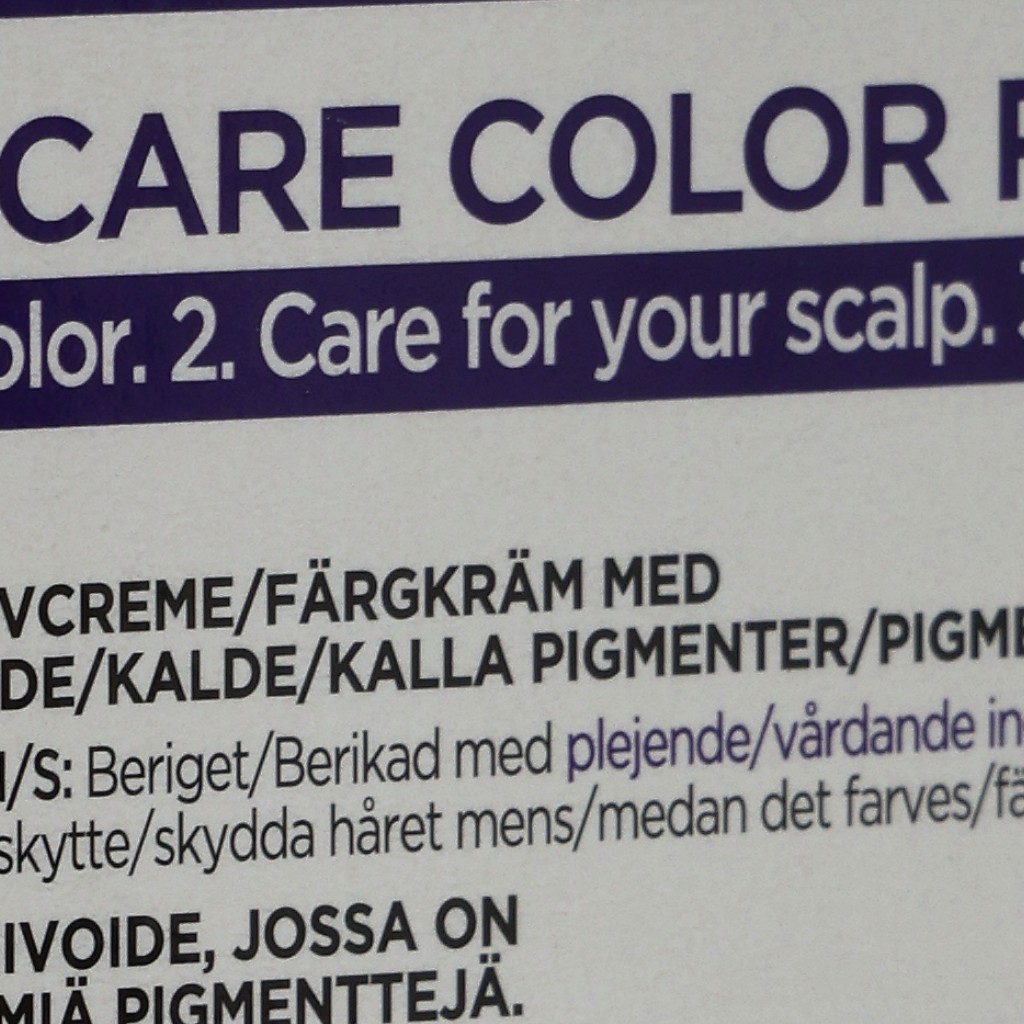 CARE COLOR
olor. 2. Care for your scalp.
VCREME/FÄRGKRÄM MED
DE/KALDE/KALLA PIGMENTER/PIGME
/S: Beriget/Berikad med plejende/vårdande in
skytte/skydda håret mens/medan det farves/fä
IVOIDE, JOSSA ON
MIÄ PIGMENTTEJÄ.